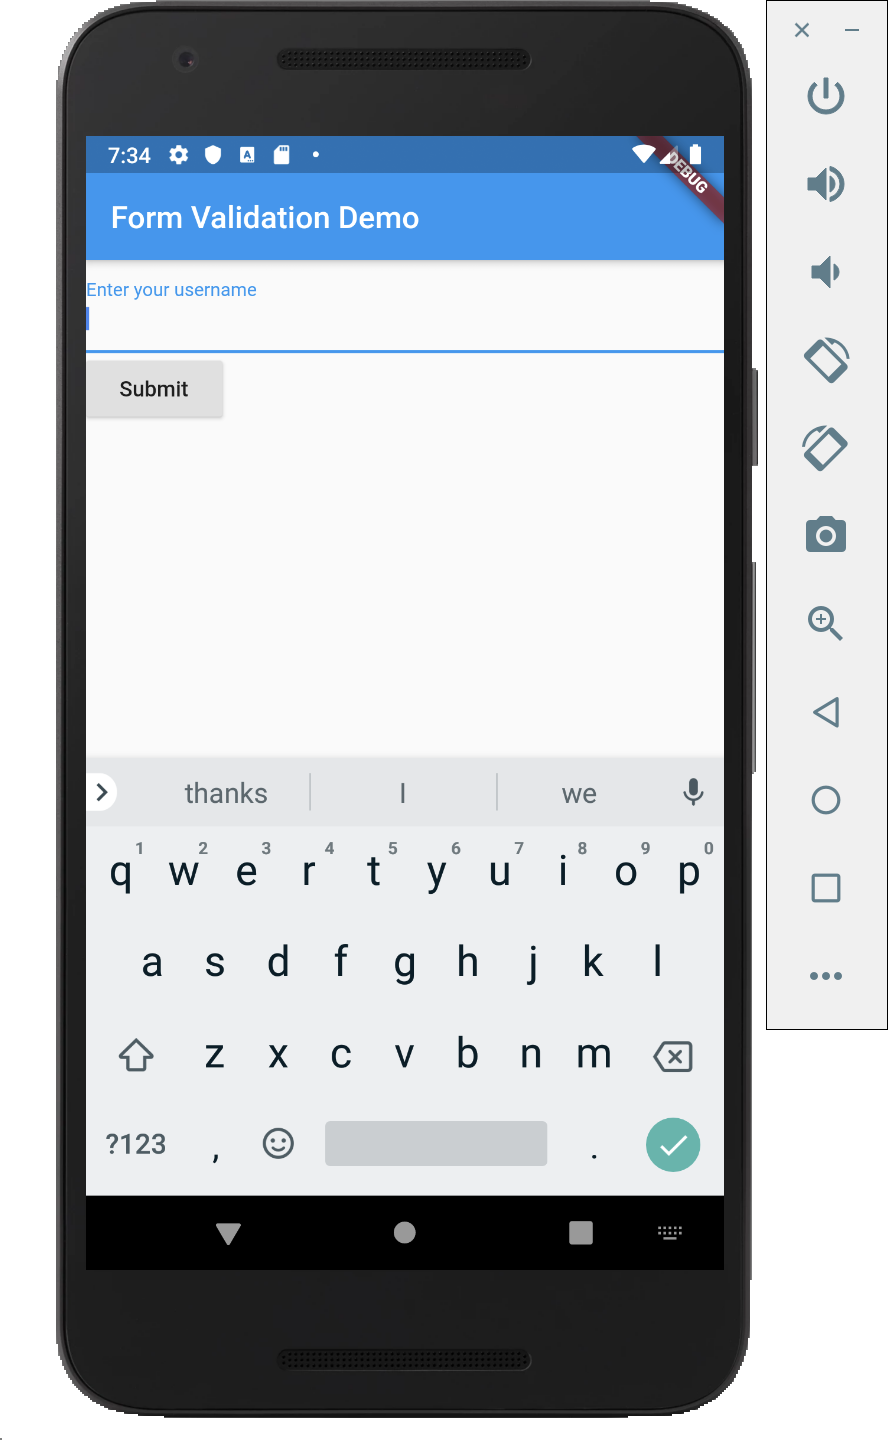 7:34
DEBUG
Form Validation Demo
Enter your username
Submit
thanks I we
1 2 3 4 5 6 7 8 9 0
q w e r t y u i o p
a s d f g h j k l
z x c v b n m
?123 , .